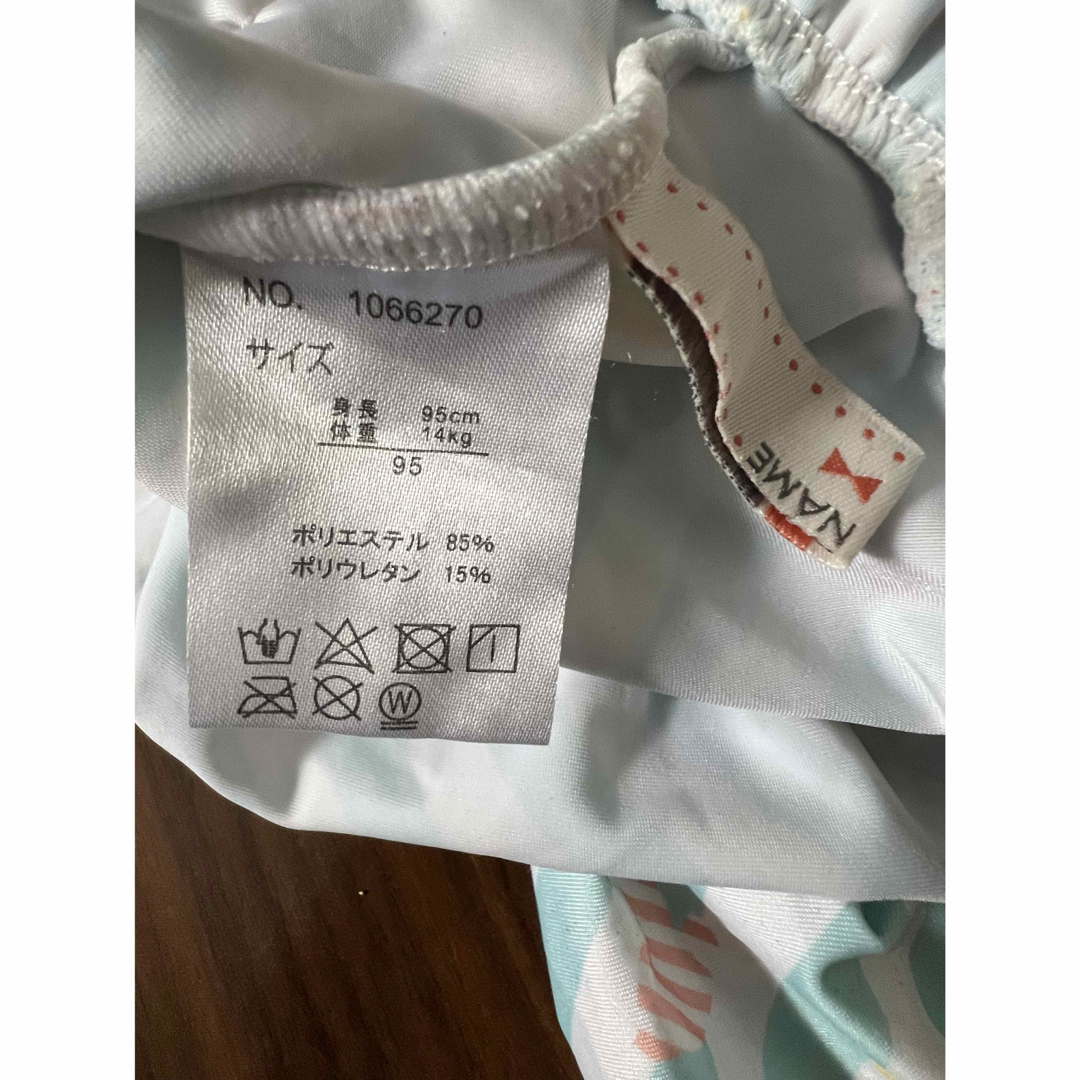 NO. 1066270
サイズ
身長 95cm
体重 14kg
95
ポリエステル 85%
ポリウレタン 15%
W
NAME